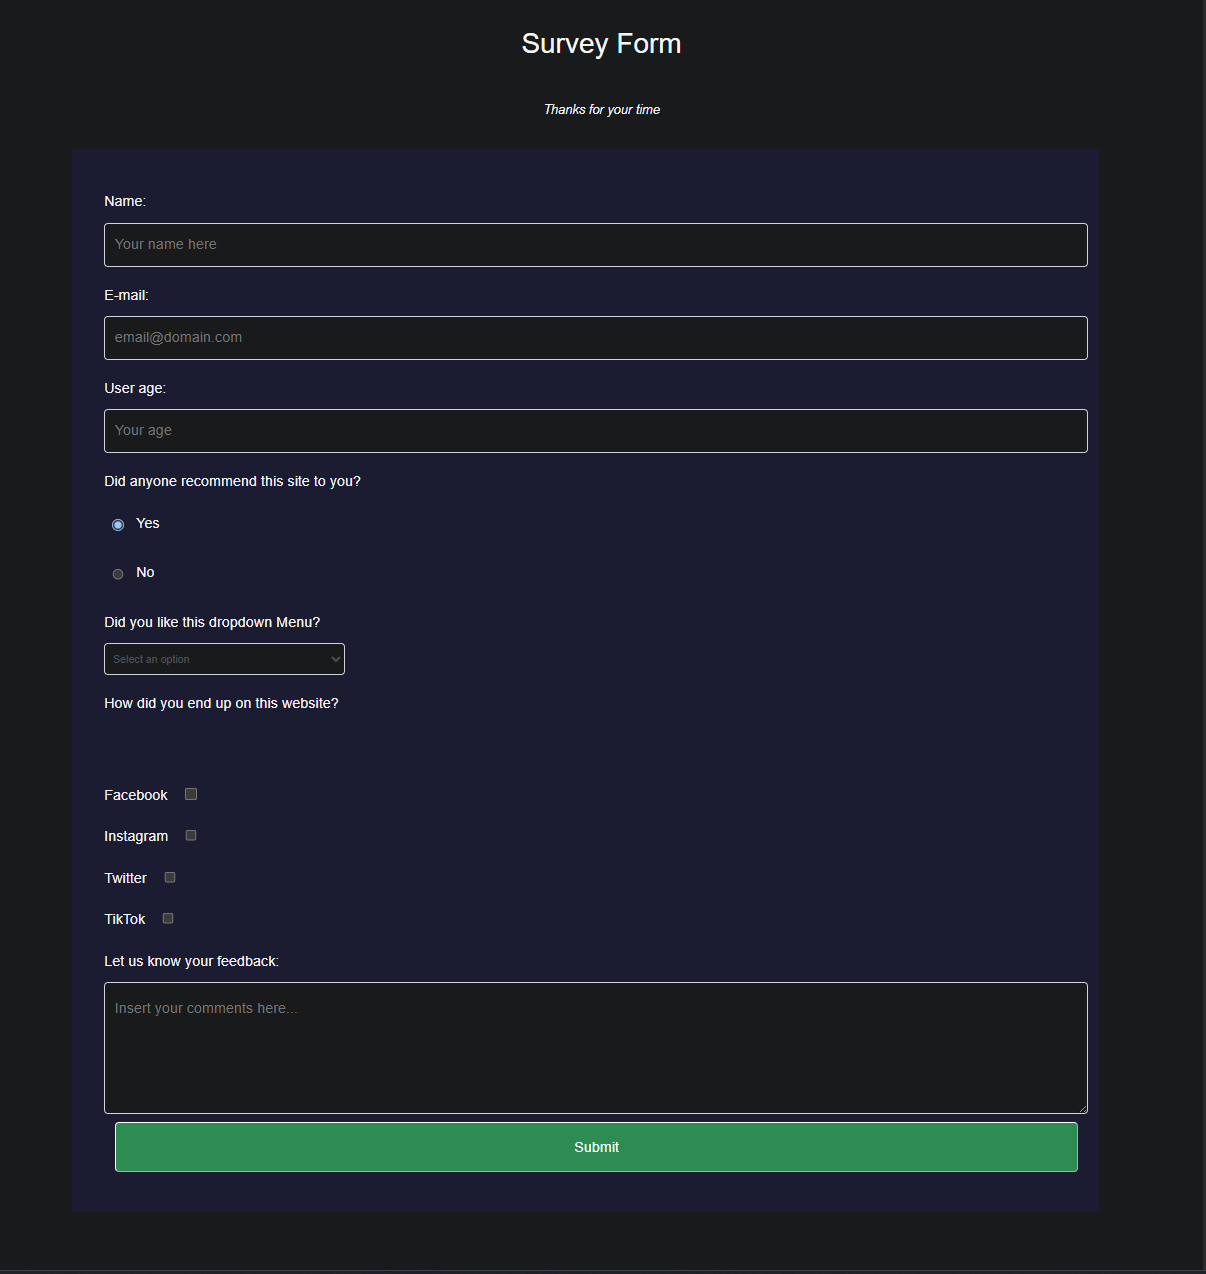 Survey Form
Thanks for your time
Name:
Your name here
E-mail:
email@domain.com
User age:
Your age
Did anyone recommend this site to you?
Yes
No
Did you like this dropdown Menu?
Select an option
How did you end up on this website?
Facebook
Instagram
Twitter
TikTok
Let us know your feedback:
Insert your comments here...
Submit